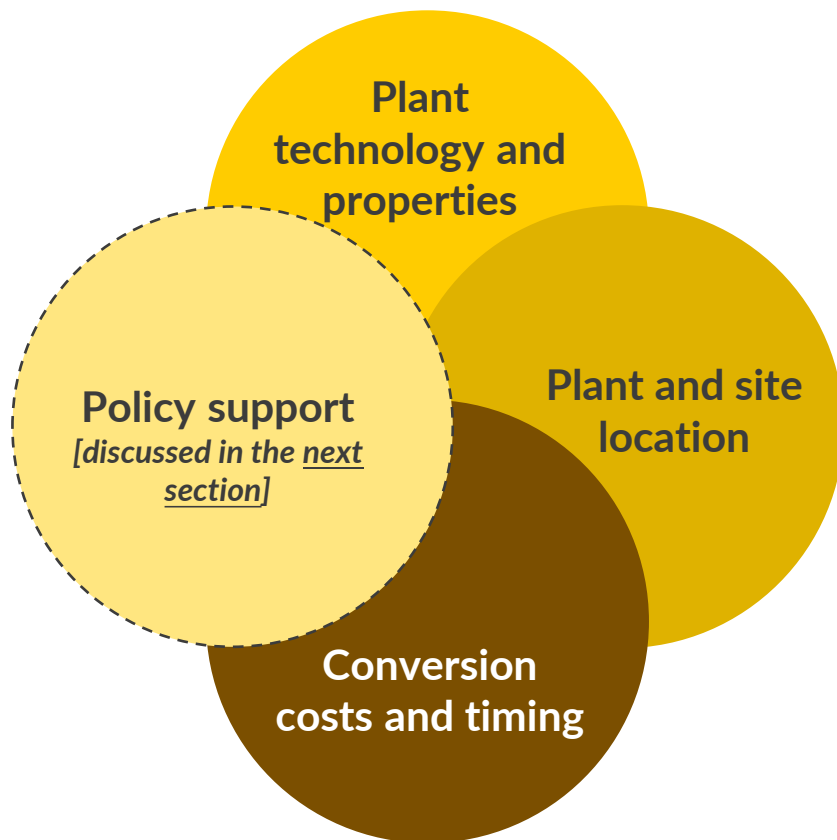 Plant
technology and
properties
Policy support
[discussed in the next
section]
Plant and site
location
Conversion
costs and timing